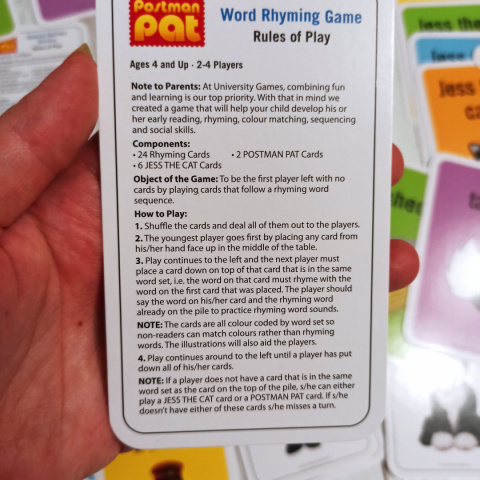 Postman
Pat
Word Rhyming Game
Rules of Play
Ages 4 and Up · 2-4 Players
Note to Parents: At University Games, combining fun
and learning is our top priority. With that in mind we
created a game that will help your child develop his or
her early reading, rhyming, colour matching, sequencing
and social skills.
Components:
• 24 Rhyming Cards • 2 POSTMAN PAT Cards
• 6 JESS THE CAT Cards
Object of the Game: To be the first player left with no
cards by playing cards that follow a rhyming word
sequence.
How to Play:
1. Shuffle the cards and deal all of them out to the players.
2. The youngest player goes first by placing any card from
his/her hand face up in the middle of the table.
3. Play continues to the left and the next player must
place a card down on top of that card that is in the same
word set, i.e. the word on that card must rhyme with the
word on the first card that was placed. The player should
say the word on his/her card and the rhyming word
already on the pile to practice rhyming word sounds.
NOTE: The cards are all colour coded by word set so
non-readers can match colours rather than rhyming
words. The illustrations will also aid the players.
4. Play continues around to the left until a player has put
down all of his/her cards.
NOTE: If a player does not have a card that is in the same
word set as the card on the top of the pile, s/he can either
play a JESS THE CAT card or a POSTMAN PAT card. If s/he
doesn't have either of these cards s/he misses a turn.
Jess the
Jess